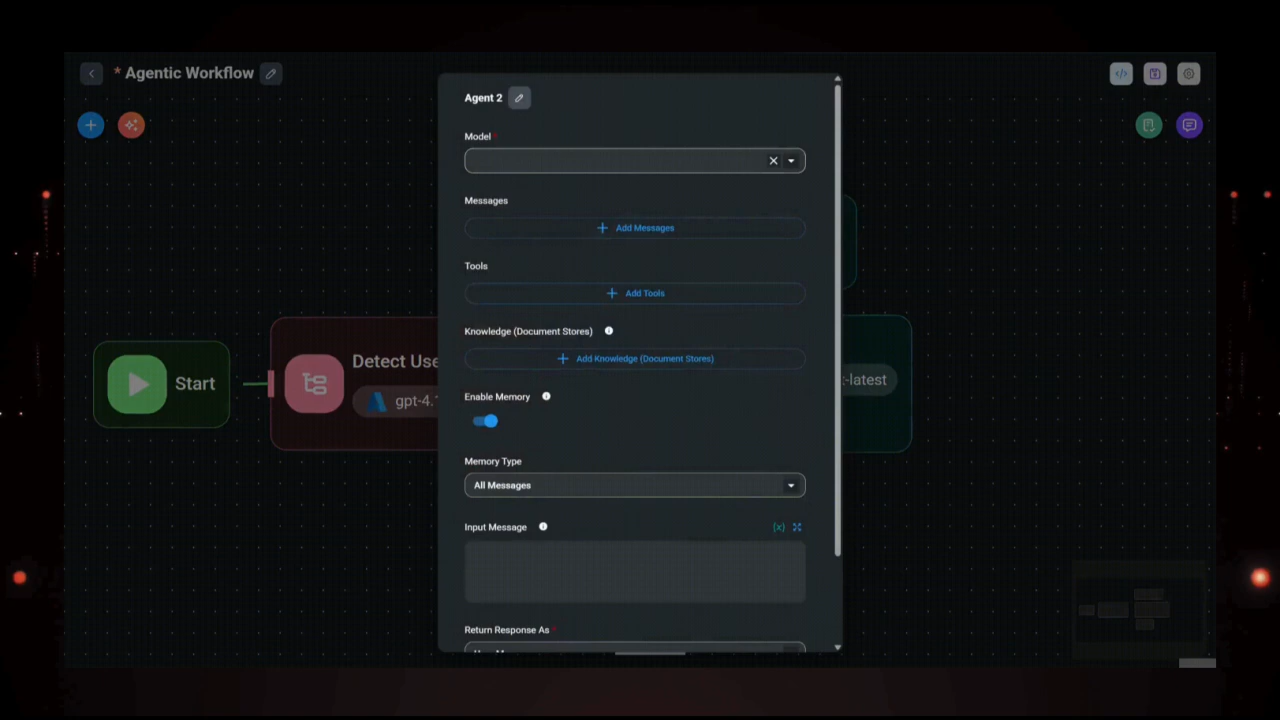 * Agentic Workflow
Agent 2
Model *
Messages
+ Add Messages
Tools
+ Add Tools
Knowledge (Document Stores)
+ Add Knowledge (Document Stores)
Enable Memory
Memory Type
All Messages
Input Message
{x}
Return Response As *
Start
Detect Use
gpt-4.
t-latest